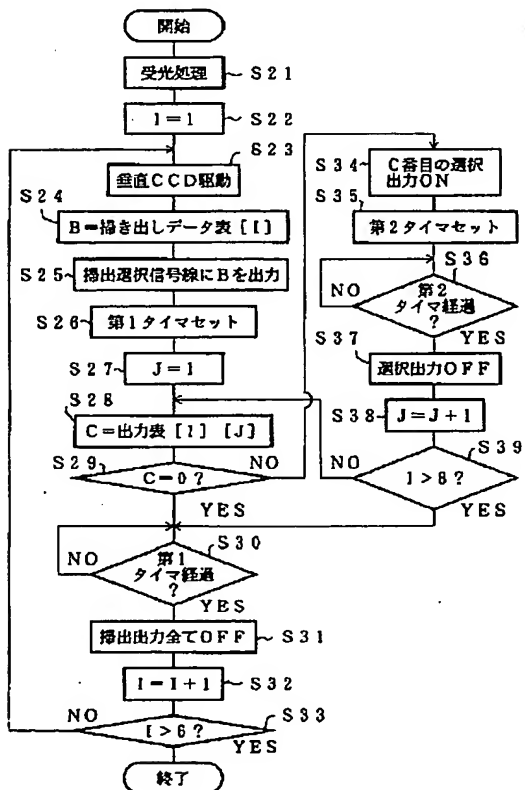 開始
受光処理
S21
I=1
S22
S23
垂直CCD駆動
S24
B=掃き出しデータ表[I]
S25
掃出選択信号線にBを出力
S26
第1タイマセット
S27
J=1
S28
C=出力表[I][J]
S29
C=0?
NO
YES
S30
NO
第1
タイマ経過
?
YES
掃出出力全てOFF
S31
I=I+1
S32
NO
S33
I>6?
YES
終了
S34
C番目の選択
出力ON
S35
第2タイマセット
S36
NO
第2
タイマ経過
?
YES
S37
選択出力OFF
S38
J=J+1
S39
NO
I>8?
YES